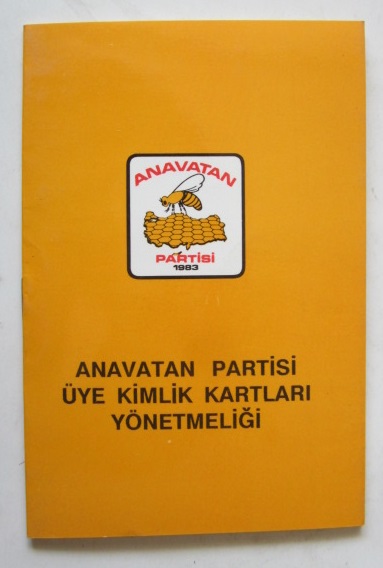 ANAVATAN
PARTİSİ
1983
ANAVATAN PARTİSİ
ÜYE KİMLİK KARTLARI
YÖNETMELİĞİ